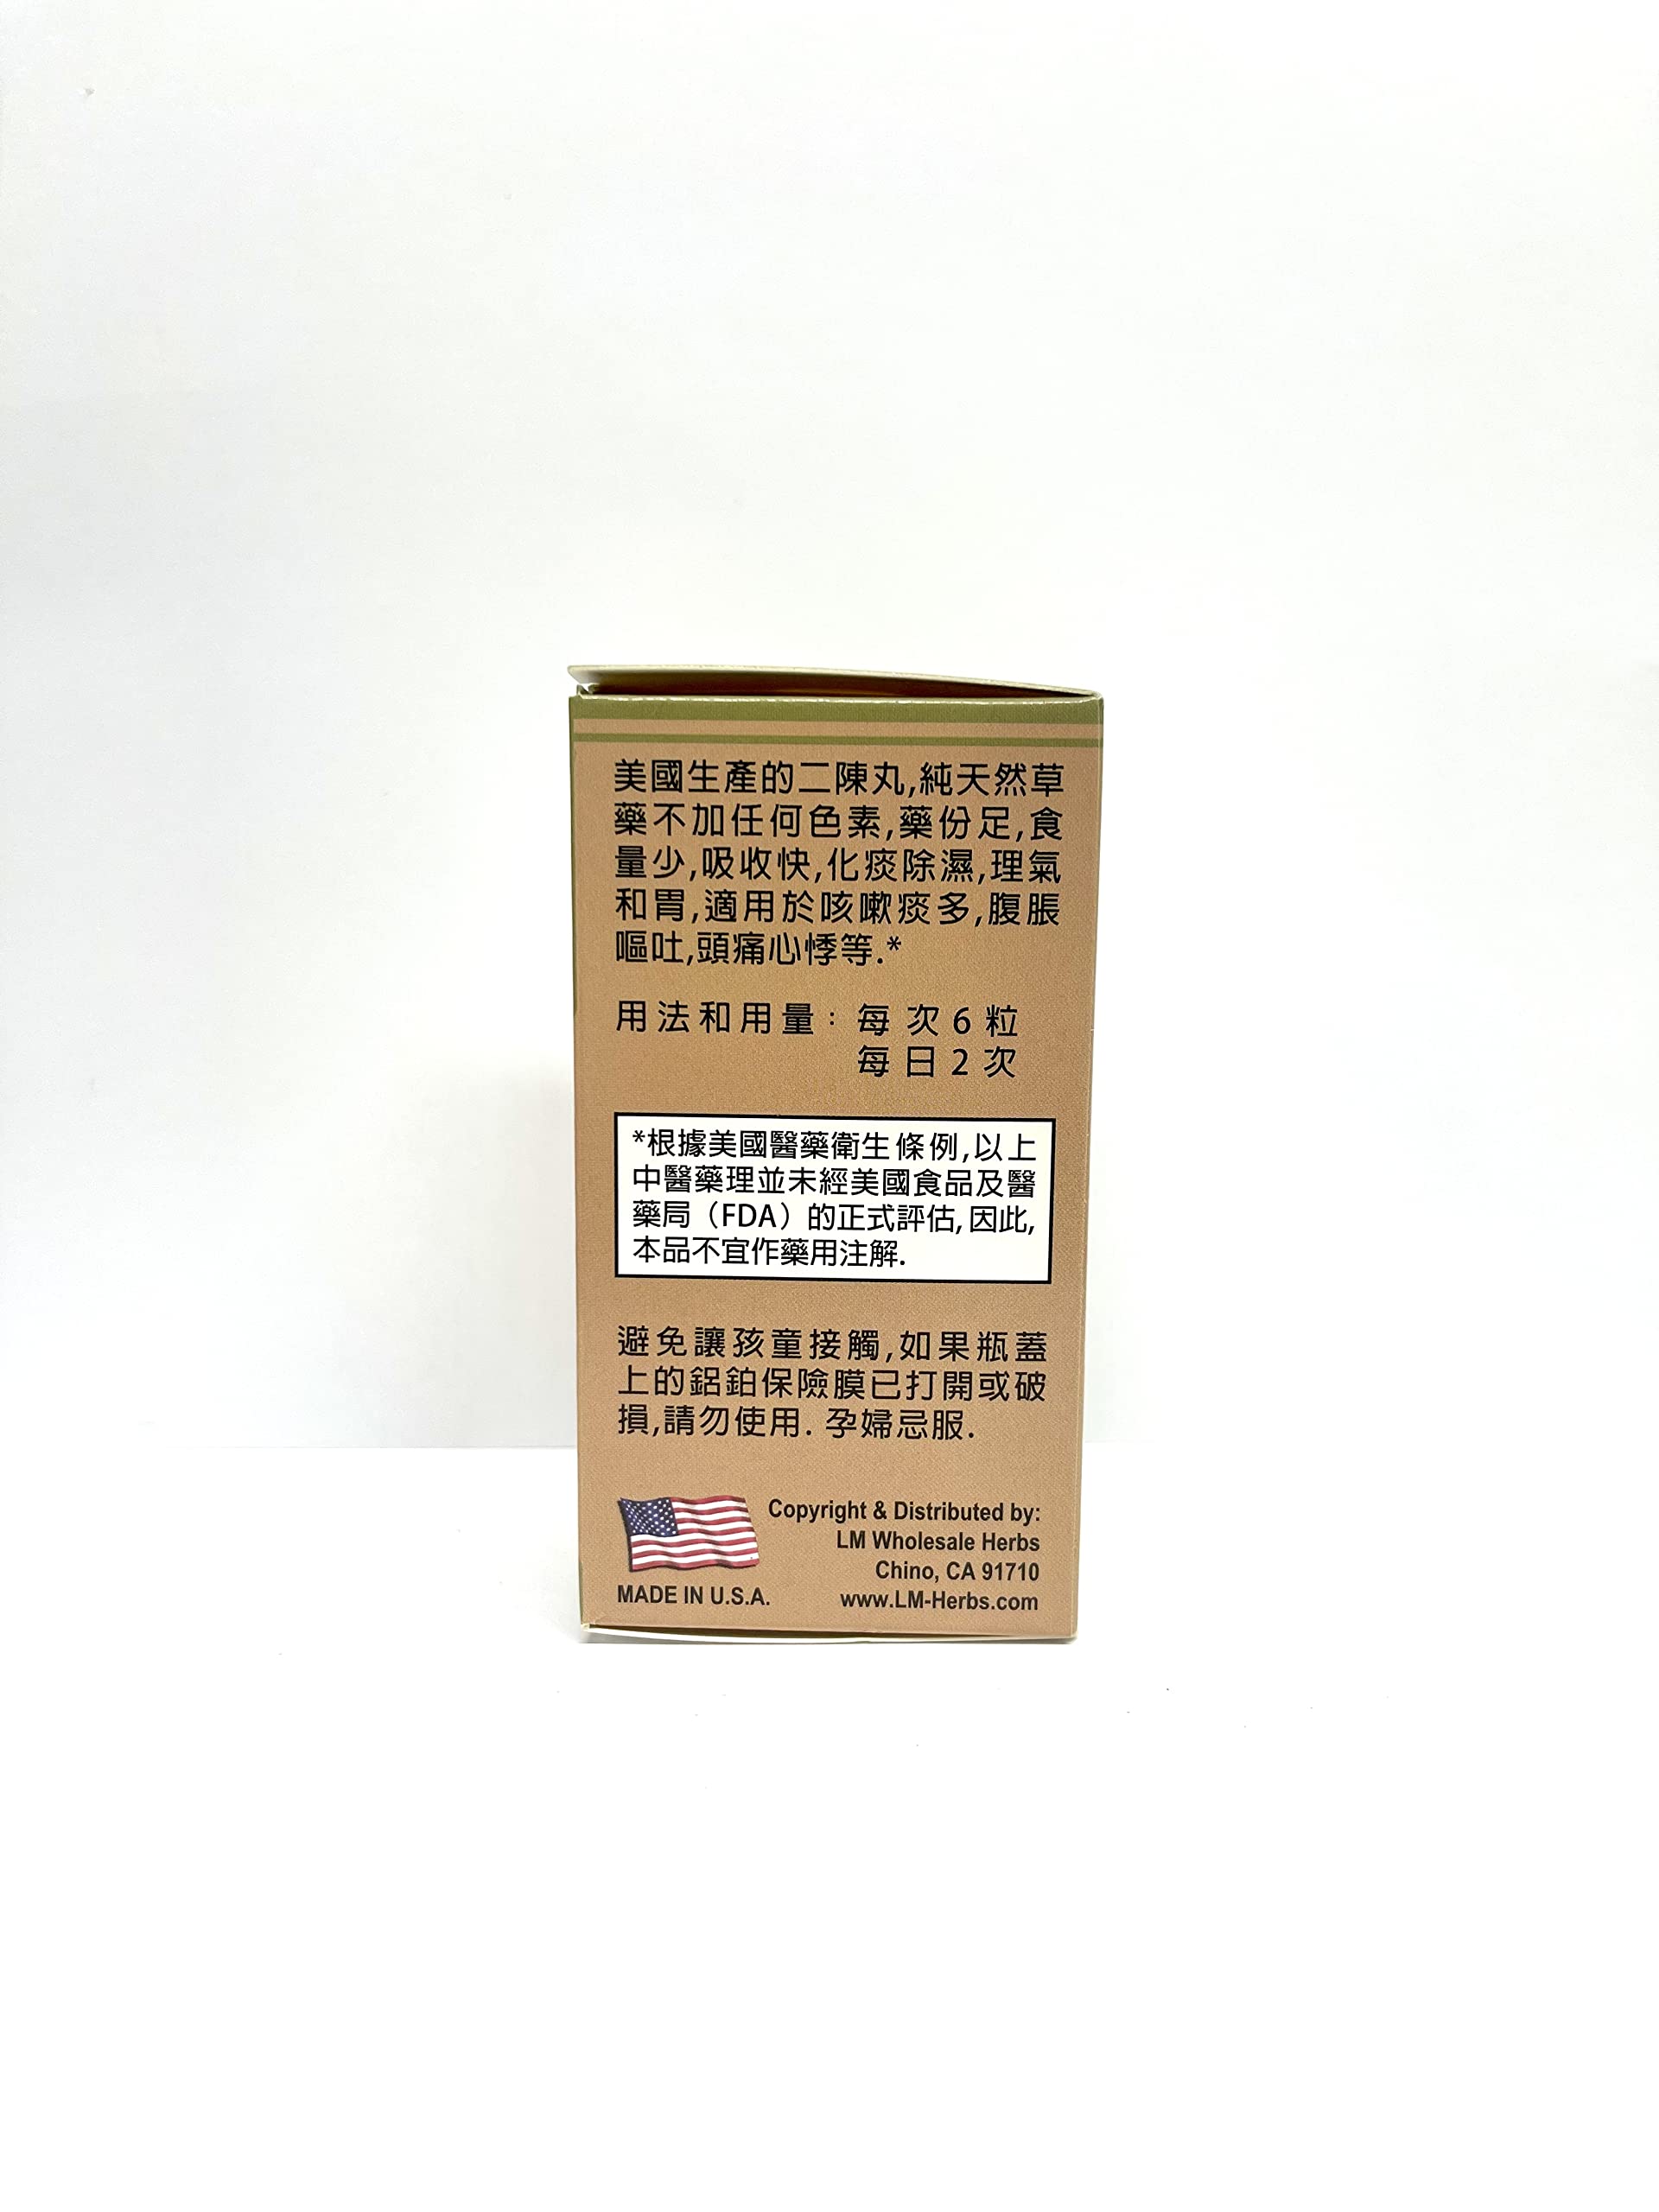 美國生產的二陳丸,純天然草
藥不加任何色素,藥份足,食
量少,吸收快,化痰除濕,理氣
和胃,適用於咳嗽痰多,腹脹
嘔吐,頭痛心悸等.*
用法和用量：每次6粒
每日2次
*根據美國醫藥衛生條例,以上
中醫藥理並未經美國食品及醫
藥局（FDA）的正式評估,因此,
本品不宜作藥用注解.
避免讓孩童接觸,如果瓶蓋
上的鋁鉑保險膜已打開或破
損,請勿使用. 孕婦忌服.
Copyright & Distributed by:
LM Wholesale Herbs
Chino, CA 91710
www.LM-Herbs.com
MADE IN U.S.A.